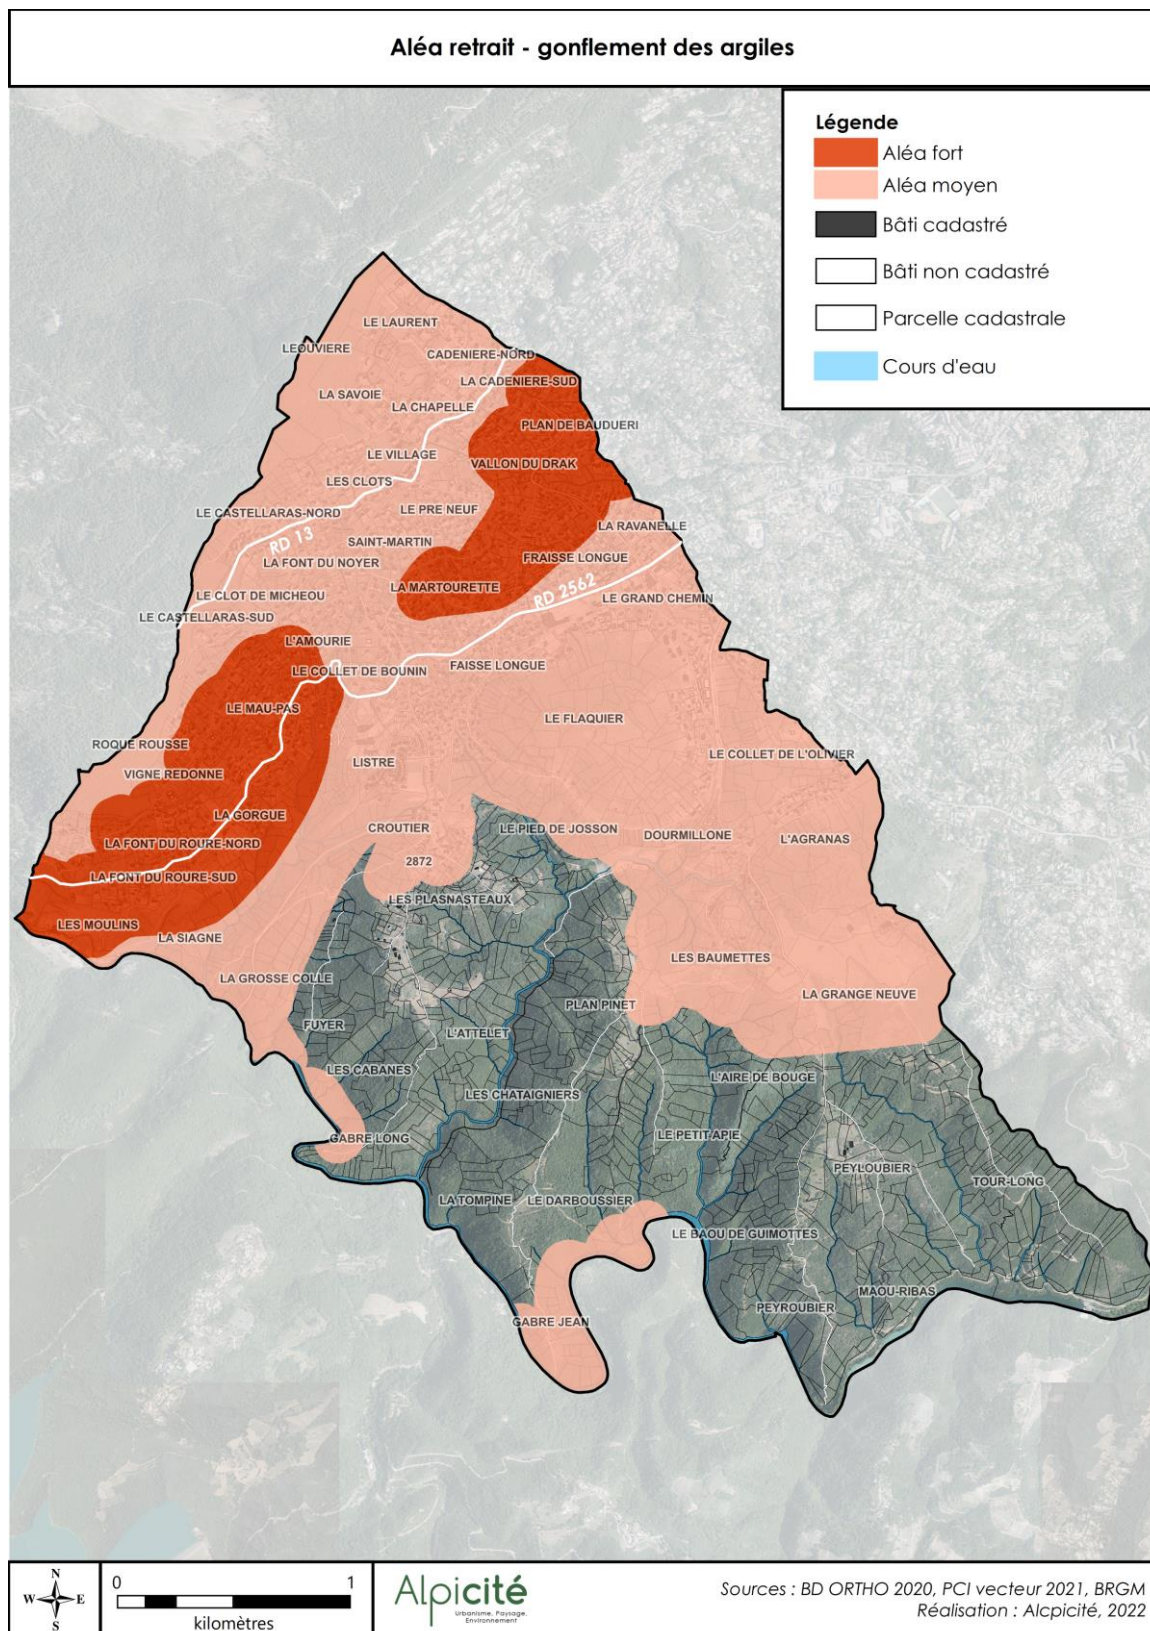 Aléa retrait - gonflement des argiles
Légende
Aléa fort
Aléa moyen
Bâti cadastré
Bâti non cadastré
Parcelle cadastrale
Cours d'eau
LE LAURENT
LEOUVIERE
CADENIERE-NORD
LA CADENIERE-SUD
LA SAVOIE
LA CHAPELLE
PLAN DE BAUDUERI
LE VILLAGE
VALLON DU DRAK
LES CLOTS
LE CASTELLARAS-NORD
LE PRE NEUF
LA RAVANELLE
RD 13
SAINT-MARTIN
LA FONT DU NOYER
FRAISSE LONGUE
LA MARTOURETTE
RD 2562
LE CLOT DE MICHEOU
LE GRAND CHEMIN
LE CASTELLARAS-SUD
L'AMOURIE
LE COLLET DE BOUNIN
FAISSE LONGUE
LE MAU-PAS
LE FLAQUIER
ROQUE ROUSSE
LE COLLET DE L'OLIVIER
LISTRE
VIGNE REDONNE
LA GORGUE
CROUTIER
LE PIED DE JOSSON
DOURMILLONE
L'AGRANAS
LA FONT DU ROURE-NORD
2872
LA FONT DU ROURE-SUD
LES PLASNASTEAUX
LES MOULINS
LA SIAGNE
LES BAUMETTES
LA GROSSE COLLE
LA GRANGE NEUVE
PLAN PINET
FUYER
L'ATTELET
LES CABANES
L'AIRE DE BOUGE
LES CHATAIGNIERS
GABRE LONG
LE PETIT APIE
PEYLOUBIER
TOUR-LONG
LA TOMPINE
LE DARBOUSSIER
LE BAOU DE GUIMOTTES
MAOU-RIBAS
PEYROUBIER
GABRE JEAN
N
W
E
S
0
1
kilomètres
Alpicité
Urbanisme, Paysage,
Environnement
Sources : BD ORTHO 2020, PCI vecteur 2021, BRGM
Réalisation : Alcpicité, 2022